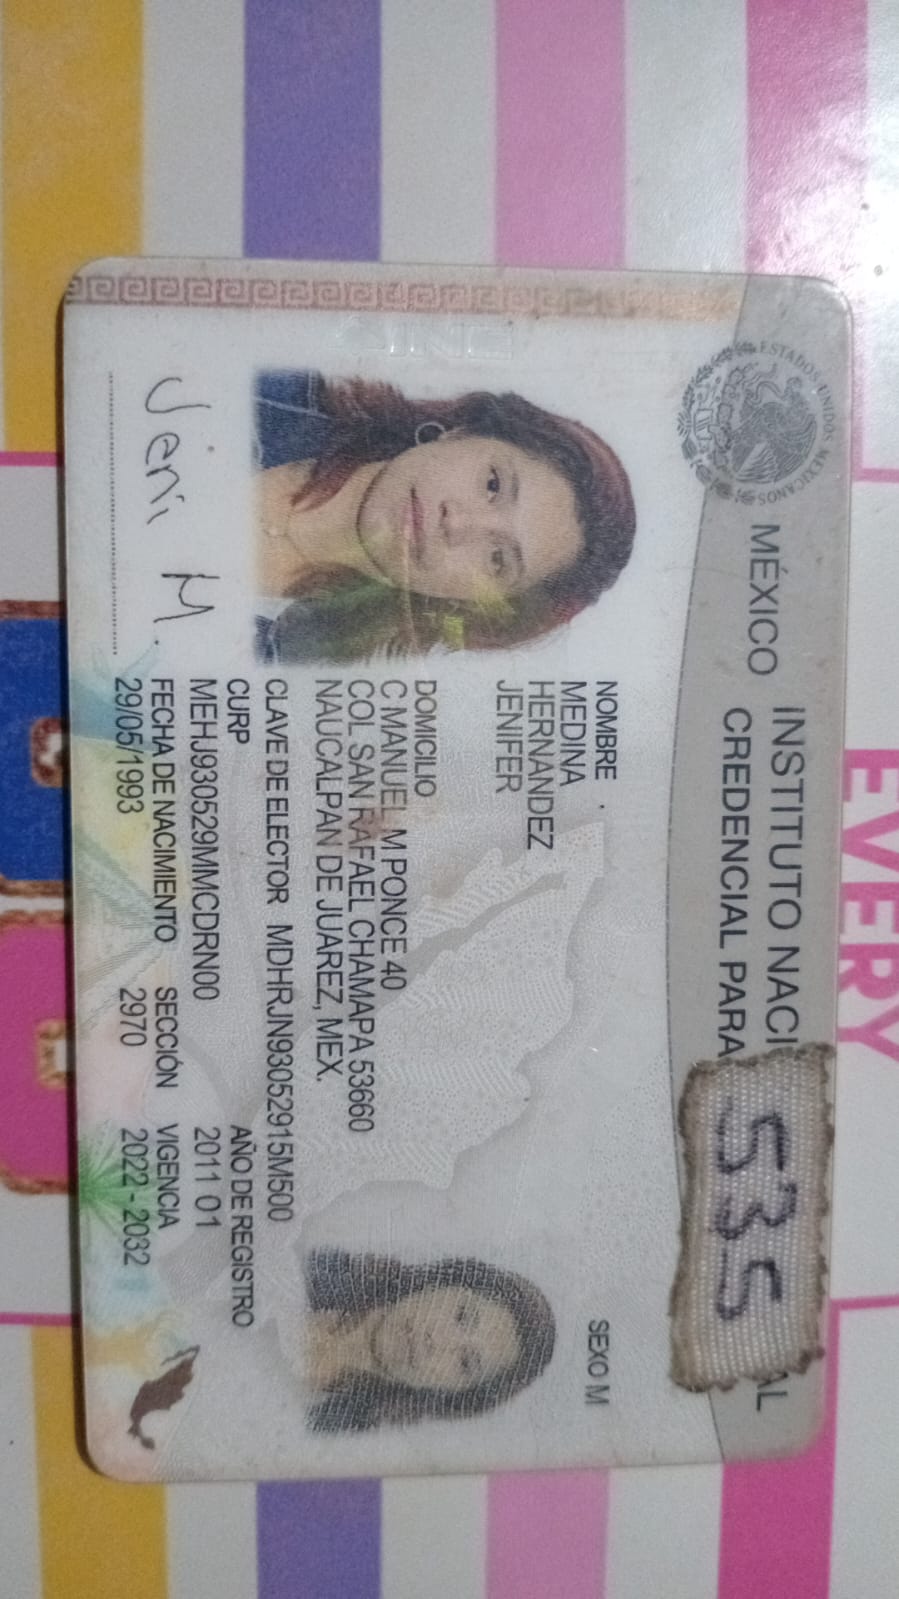 ESTADOS UNIDOS MEXICANOS
MÉXICO INSTITUTO NACI
CREDENCIAL PARA AL
535
NOMBRE
MEDINA
HERNANDEZ
JENIFER
SEXO M
DOMICILIO
C MANUEL M PONCE 40
COL SAN RAFAEL CHAMAPA 53660
NAUCALPAN DE JUAREZ, MEX.
CLAVE DE ELECTOR MDHRJN93052915M500
CURP
MEHJ930529MMCDRN00
AÑO DE REGISTRO
2011 01
FECHA DE NACIMIENTO
29/05/1993
SECCIÓN
2970
VIGENCIA
2022 - 2032
Jeni M.
EVERY